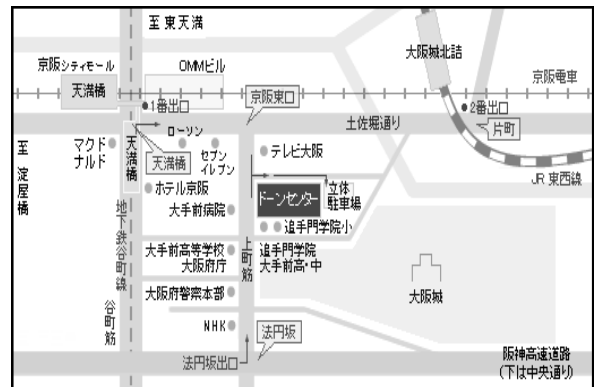 至 東天満
大阪城北詰
京阪シティモール
OMMビル
京阪電車
天満橋
●1番出口
京阪東口
●2番出口
土佐堀通り
片町
至 淀屋橋
マクド
ナルド
天満橋
ローソン
天満橋
セブン
イレブン
テレビ大阪
JR 東西線
ホテル京阪
ドーンセンター
立体
駐車場
大手前病院
追手門学院小
地下鉄谷町線
上町筋
大手前高等学校
大阪府庁
追手門学院
大手前高・中
大阪城
大阪府警察本部
谷町筋
NHK
法円坂
法円坂出口
阪神高速道路
(下は中央通り)